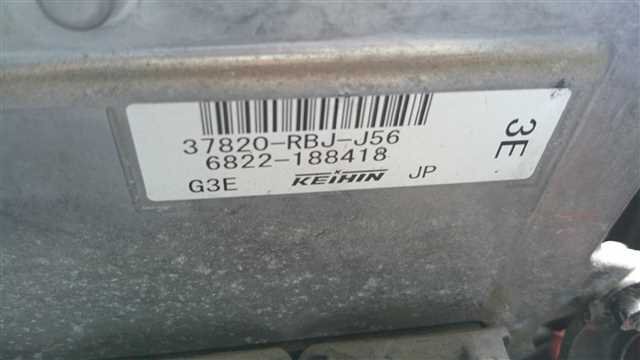 37820-RBJ-J56
6822-188418
G3E KEIHIN JP
3E